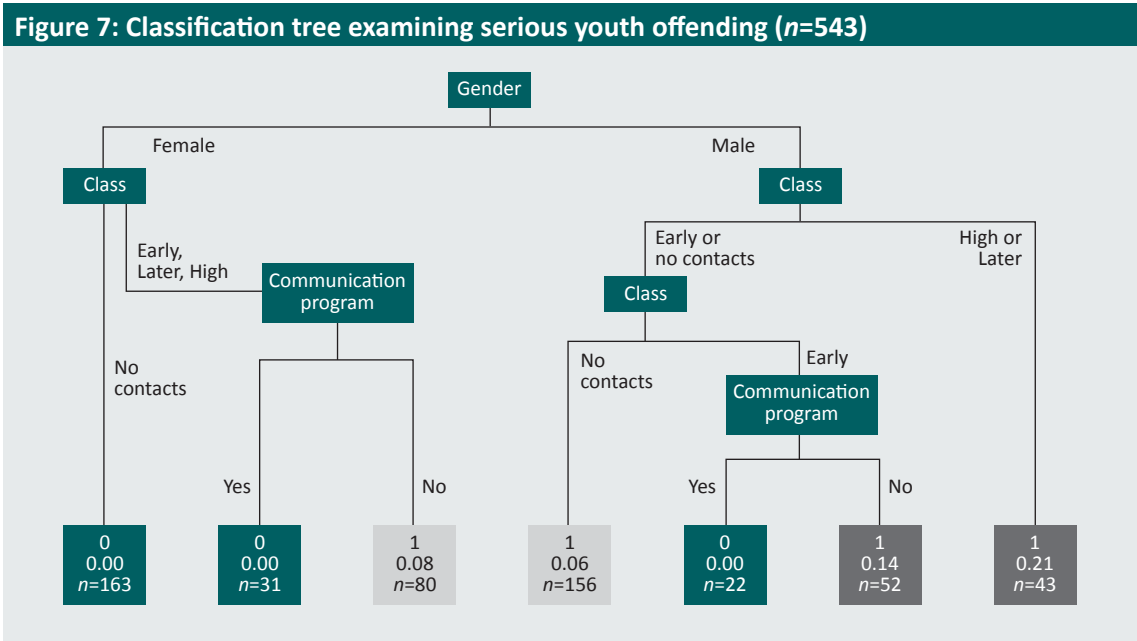 Figure 7: Classification tree examining serious youth offending (n=543)
Gender
Female
Male
Class
Class
Early,
Later, High
Early or
no contacts
High or
Later
Communication
program
Class
No
contacts
No
contacts
Early
Communication
program
Yes
No
Yes
No
0
0.00
n=163
0
0.00
n=31
1
0.08
n=80
1
0.06
n=156
0
0.00
n=22
1
0.14
n=52
1
0.21
n=43